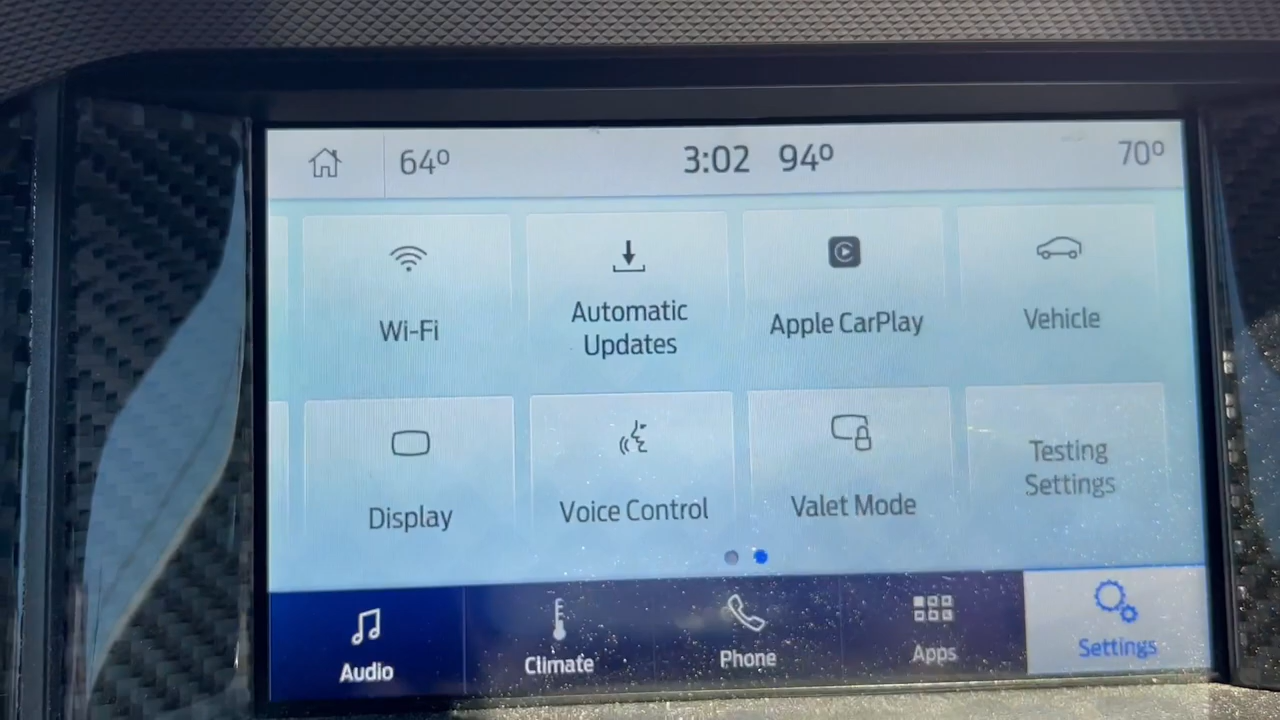 64º 3:02 94º 70º
Wi-Fi
Automatic
Updates
Apple CarPlay
Vehicle
Display
Voice Control
Valet Mode
Testing
Settings
Audio
Climate
Phone
Apps
Settings